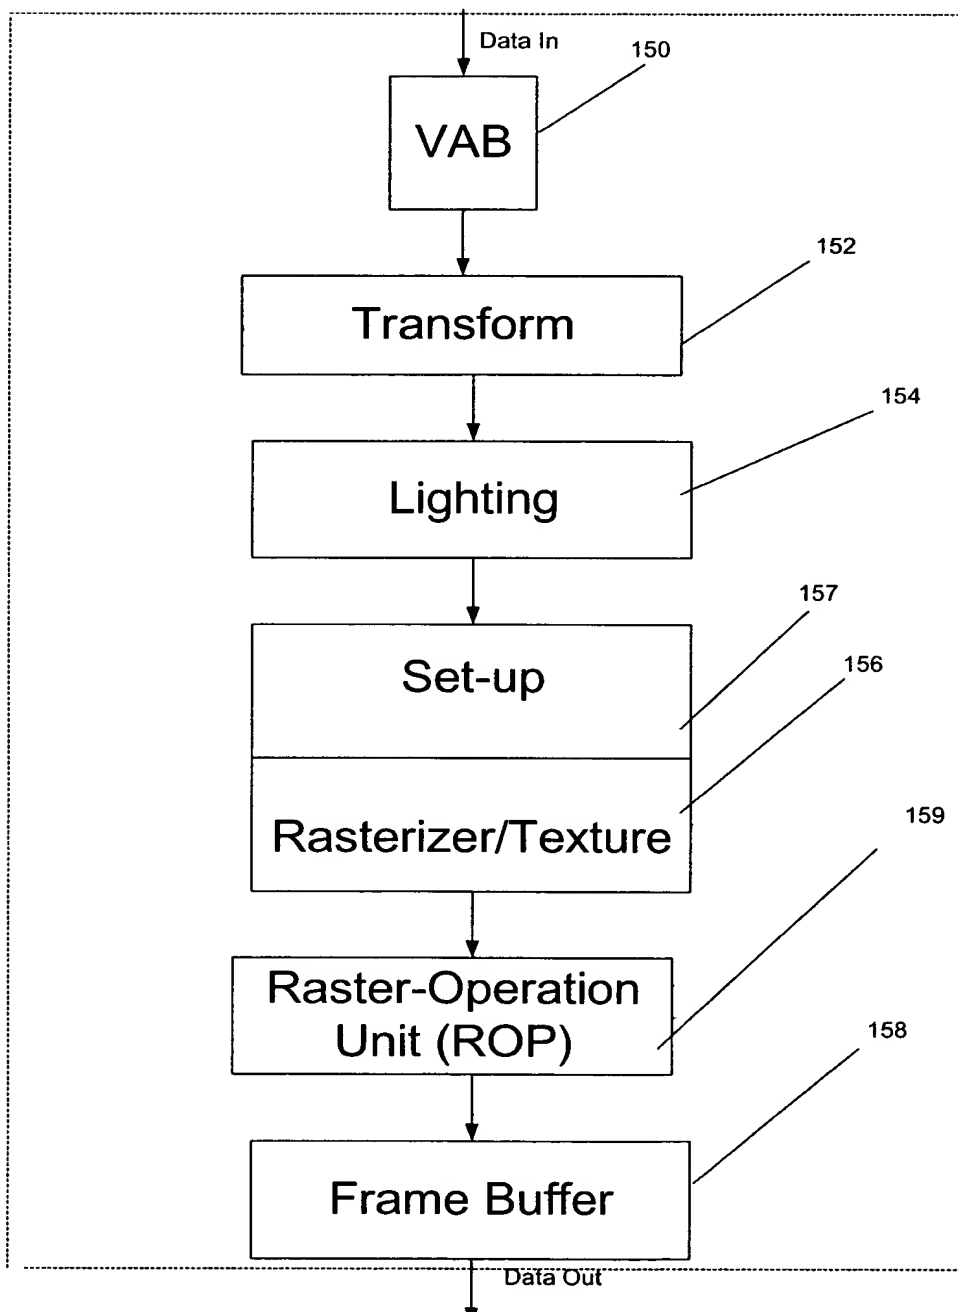 Data In
150
VAB
152
Transform
154
Lighting
157
Set-up
156
Rasterizer/Texture
159
Raster-Operation
Unit (ROP)
158
Frame Buffer
Data Out